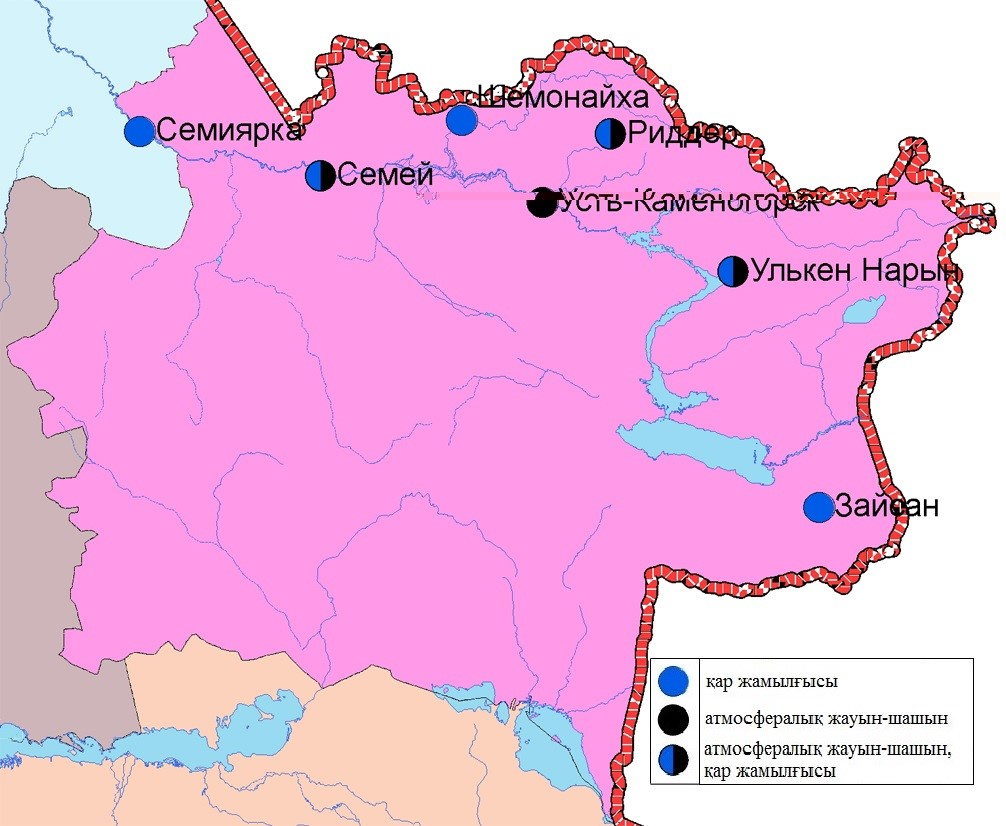 Шемонайха
Семиярка
Риддер
Семей
Усть-Каменогорск
Улькен Нарын
Зайсан
қар жамылғысы
атмосфералық жауын-шашын
атмосфералық жауын-шашын,
қар жамылғысы